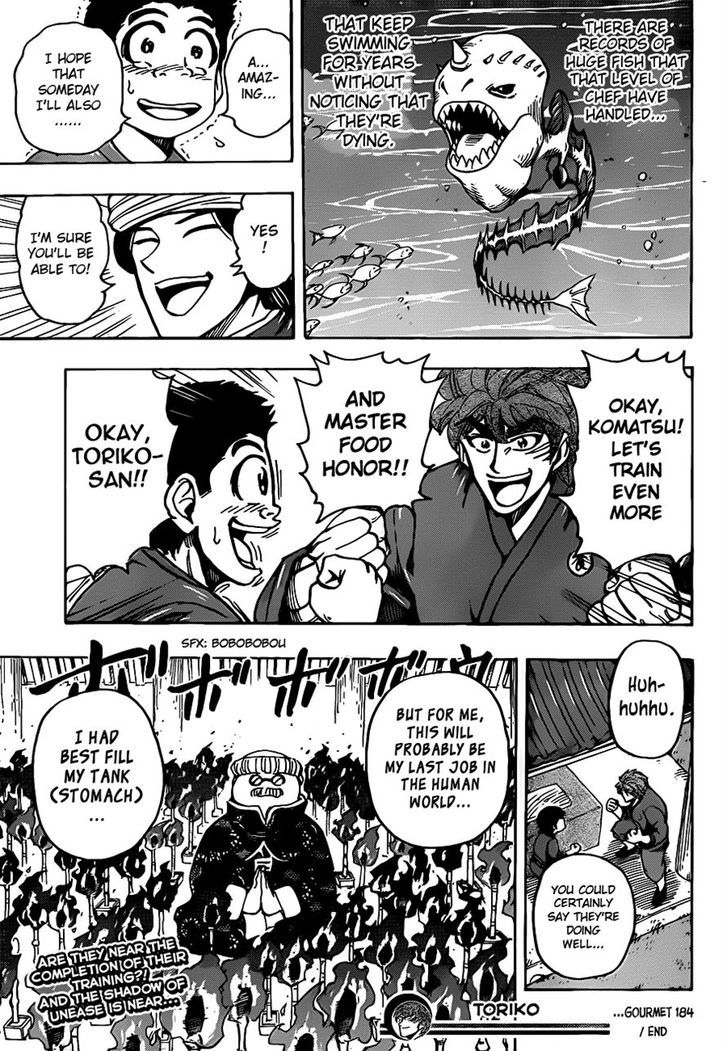 THERE ARE
RECORDS OF
HUGE FISH THAT
THAT LEVEL OF
CHEF HAVE
HANDLED...
THAT KEEP
SWIMMING
FOR YEARS
WITHOUT
NOTICING THAT
THEY'RE
DYING.
A...
AMAZ-
ING...
I HOPE
THAT
SOMEDAY
I'LL ALSO
......
YES
!
I'M SURE
YOU'LL BE
ABLE TO!
OKAY,
KOMATSU!
LET'S
TRAIN
EVEN
MORE
AND
MASTER
FOOD
HONOR!!
OKAY,
TORIKO-
SAN!!
HUH-
HUHHU.
YOU COULD
CERTAINLY
SAY THEY'RE
DOING
WELL...
SFX: BOBOBOBOU
ボボボボウ
BUT FOR ME,
THIS WILL
PROBABLY BE
MY LAST JOB IN
THE HUMAN
WORLD...
I HAD
BEST FILL
MY TANK
(STOMACH)
...
ARE THEY NEAR THE
COMPLETION OF THEIR
TRAINING?!
AND THE SHADOW OF
UNEASE IS NEAR...
TORIKO
...GOURMET 184
/ END